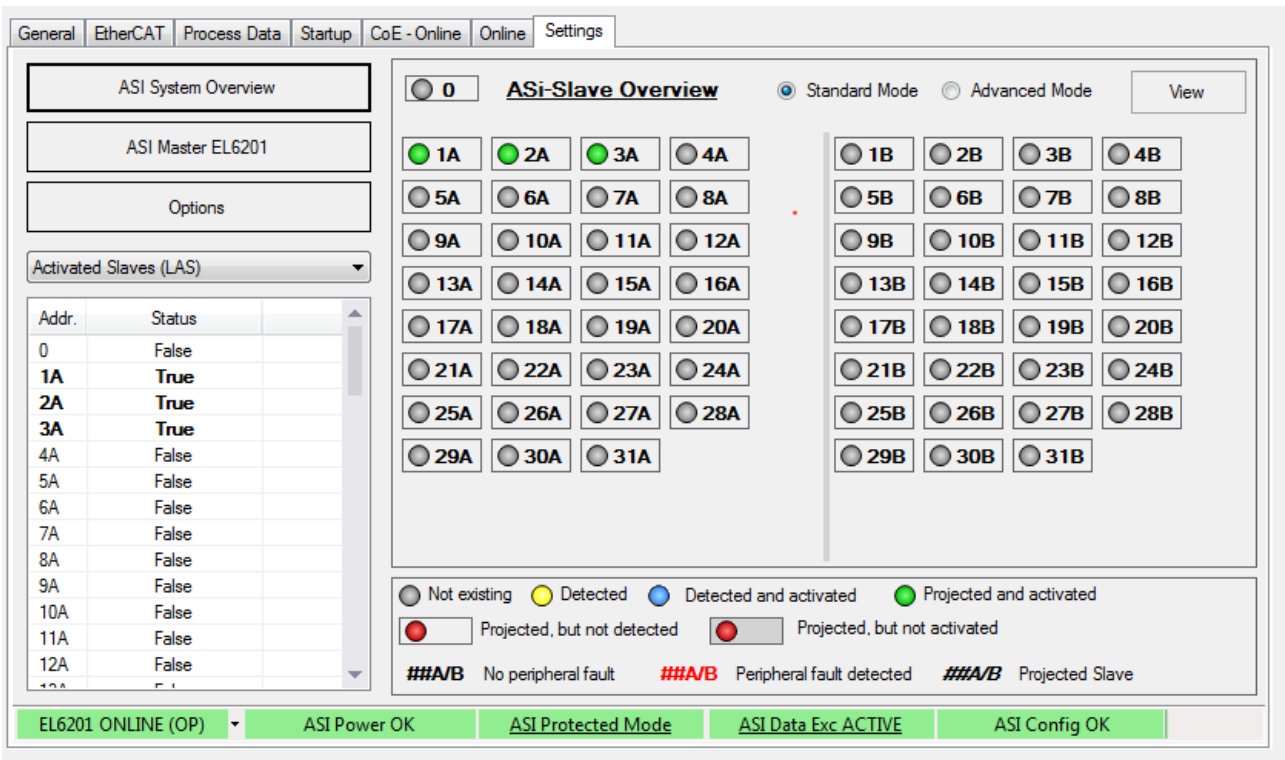 General EtherCAT Process Data Startup CoE - Online Online Settings
ASI System Overview
ASI Master EL6201
Options
Activated Slaves (LAS)
Addr. Status
0 False
1A True
2A True
3A True
4A False
5A False
6A False
7A False
8A False
9A False
10A False
11A False
12A False
0 ASi-Slave Overview Standard Mode Advanced Mode View
1A 2A 3A 4A 1B 2B 3B 4B
5A 6A 7A 8A 5B 6B 7B 8B
9A 10A 11A 12A 9B 10B 11B 12B
13A 14A 15A 16A 13B 14B 15B 16B
17A 18A 19A 20A 17B 18B 19B 20B
21A 22A 23A 24A 21B 22B 23B 24B
25A 26A 27A 28A 25B 26B 27B 28B
29A 30A 31A 29B 30B 31B
Not existing Detected Detected and activated Projected and activated
Projected, but not detected Projected, but not activated
##A/B No peripheral fault ##A/B Peripheral fault detected ##A/B Projected Slave
EL6201 ONLINE (OP) ASI Power OK ASI Protected Mode ASI Data Exc ACTIVE ASI Config OK